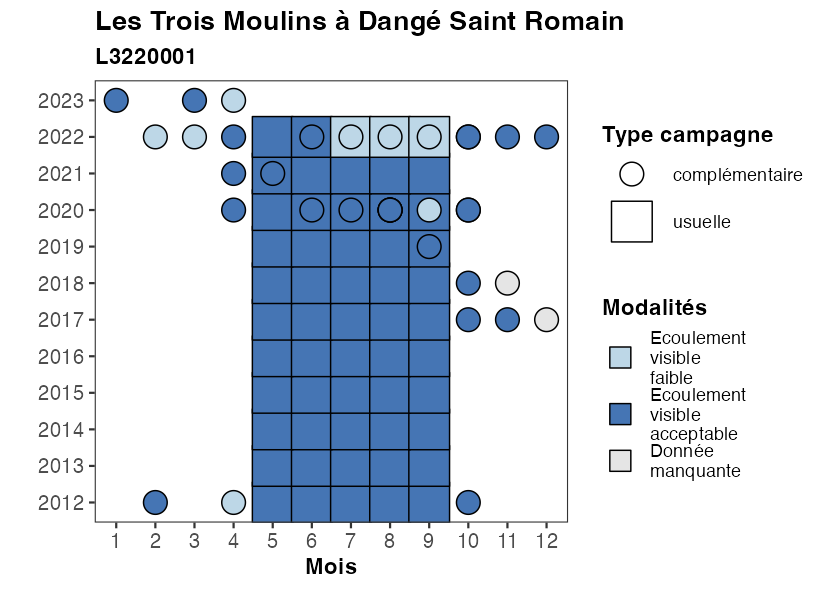 Les Trois Moulins à Dangé Saint Romain
L3220001
2023
2022
2021
2020
2019
2018
2017
2016
2015
2014
2013
2012
1 2 3 4 5 6 7 8 9 10 11 12
Mois
Type campagne
complémentaire
usuelle
Modalités
Ecoulement
visible
faible
Ecoulement
visible
acceptable
Donnée
manquante